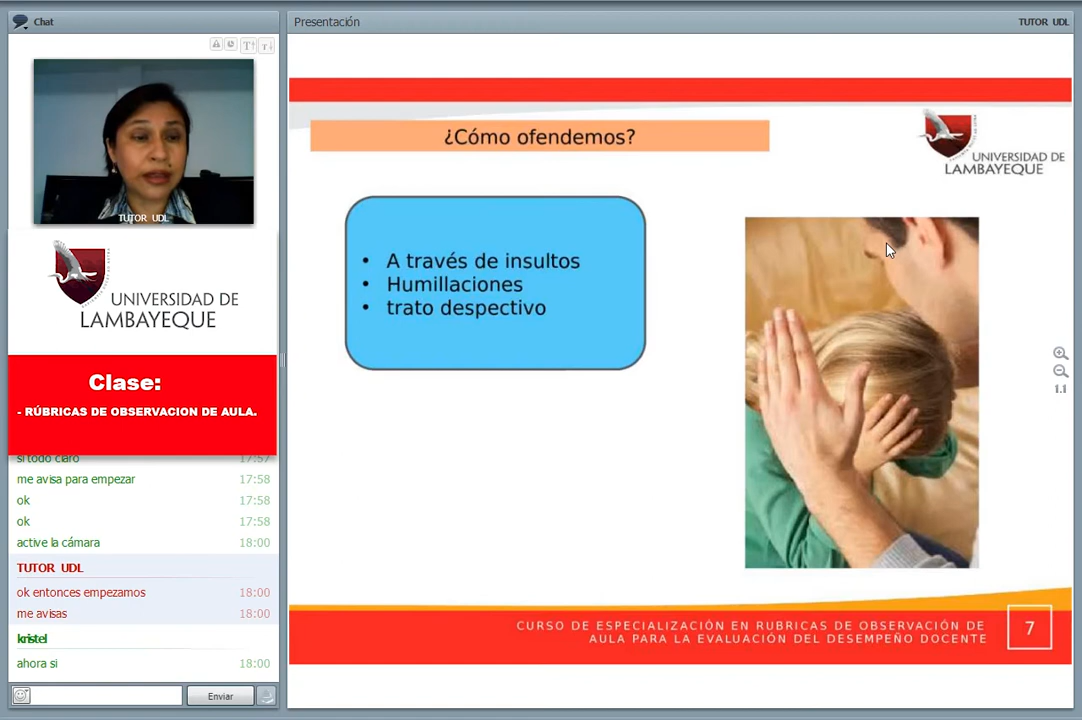 Chat
TUTOR UDL
UNIVERSIDAD DE
LAMBAYEQUE
Clase:
- RÚBRICAS DE OBSERVACION DE AULA.
si todo claro 17:57
me avisa para empezar 17:58
ok 17:58
ok 17:58
active la cámara 18:00
TUTOR UDL
ok entonces empezamos 18:00
me avisas 18:00
kristel
ahora si 18:00
Enviar
Presentación
TUTOR UDL
¿Cómo ofendemos?
UNIVERSIDAD DE
LAMBAYEQUE
• A través de insultos
• Humillaciones
• trato despectivo
1.1
CURSO DE ESPECIALIZACIÓN EN RUBRICAS DE OBSERVACIÓN DE
AULA PARA LA EVALUACIÓN DEL DESEMPEÑO DOCENTE
7